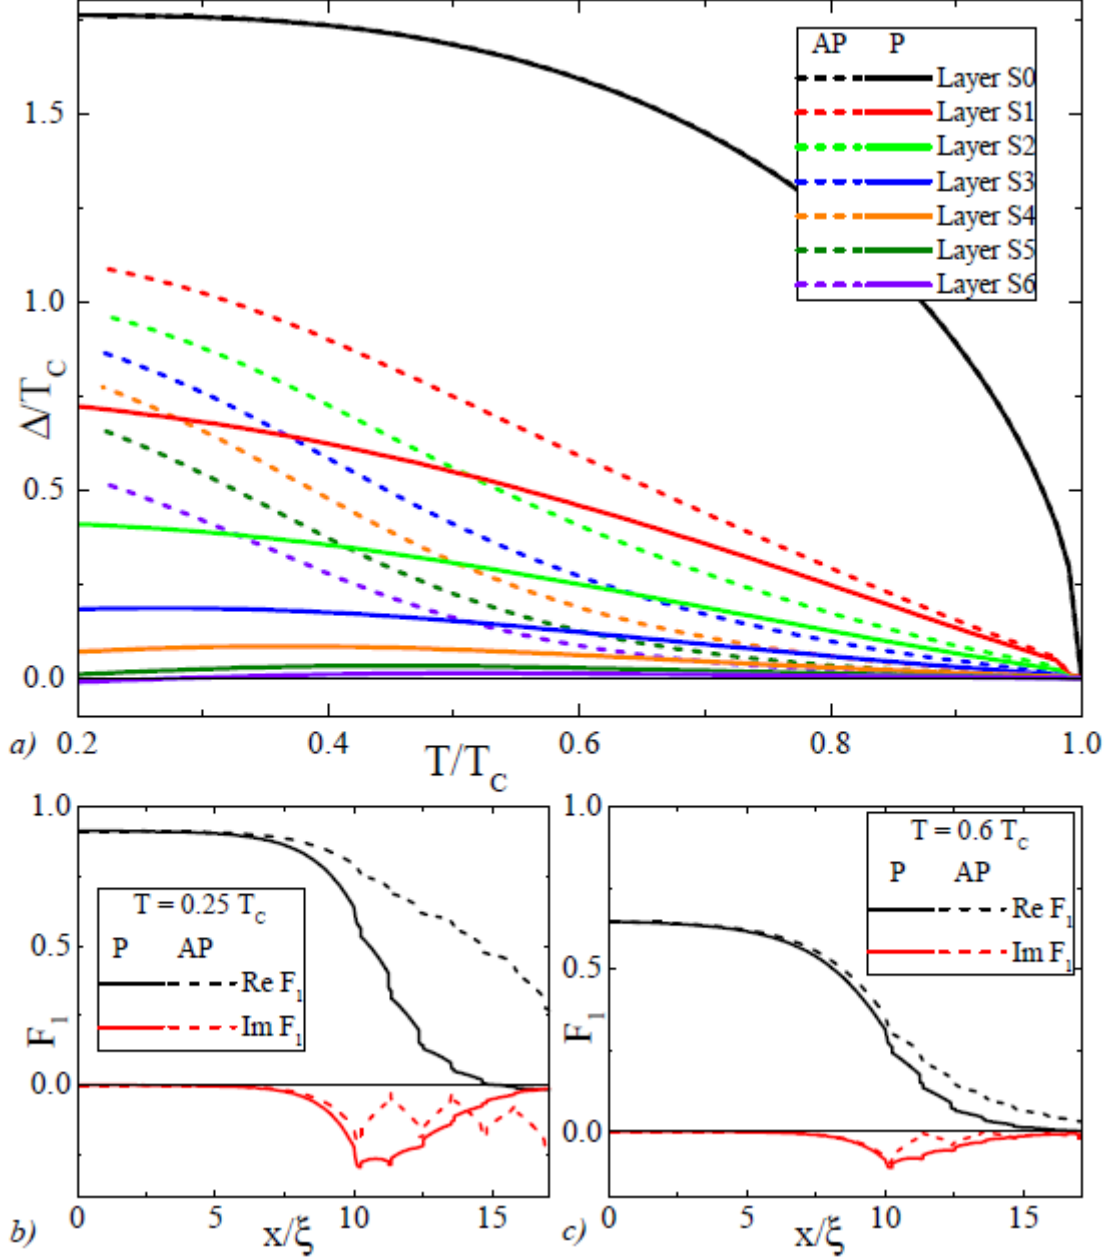 AP P
Layer S0
Layer S1
Layer S2
Layer S3
Layer S4
Layer S5
Layer S6
1.5
1.0
0.5
0.0
Δ/T_C
0.2 0.4 0.6 0.8 1.0
a) T/T_C
1.0
0.5
0.0
F_1
T = 0.25 T_C
P AP
Re F_1
Im F_1
0 5 10 15
b) x/ξ
1.0
0.5
0.0
F_1
T = 0.6 T_C
P AP
Re F_1
Im F_1
0 5 10 15
c) x/ξ